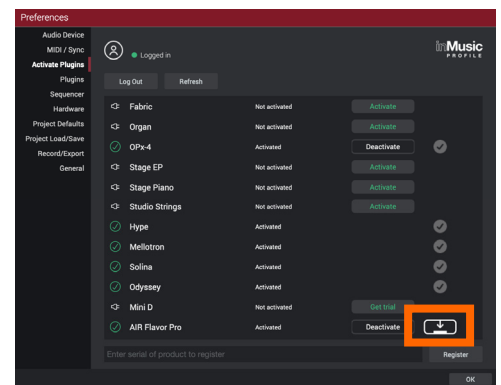 Preferences
Audio Device
MIDI / Sync
Activate Plugins
Plugins
Sequencer
Hardware
Project Defaults
Project Load/Save
Record/Export
General
Logged in
inMusic
PROFILE
Log Out Refresh
Fabric Not activated Activate
Organ Not activated Activate
OPx-4 Activated Deactivate
Stage EP Not activated Activate
Stage Piano Not activated Activate
Studio Strings Not activated Activate
Hype Activated
Mellotron Activated
Solina Activated
Odyssey Activated
Mini D Not activated Get trial
AIR Flavor Pro Activated Deactivate
Enter serial of product to register Register
OK